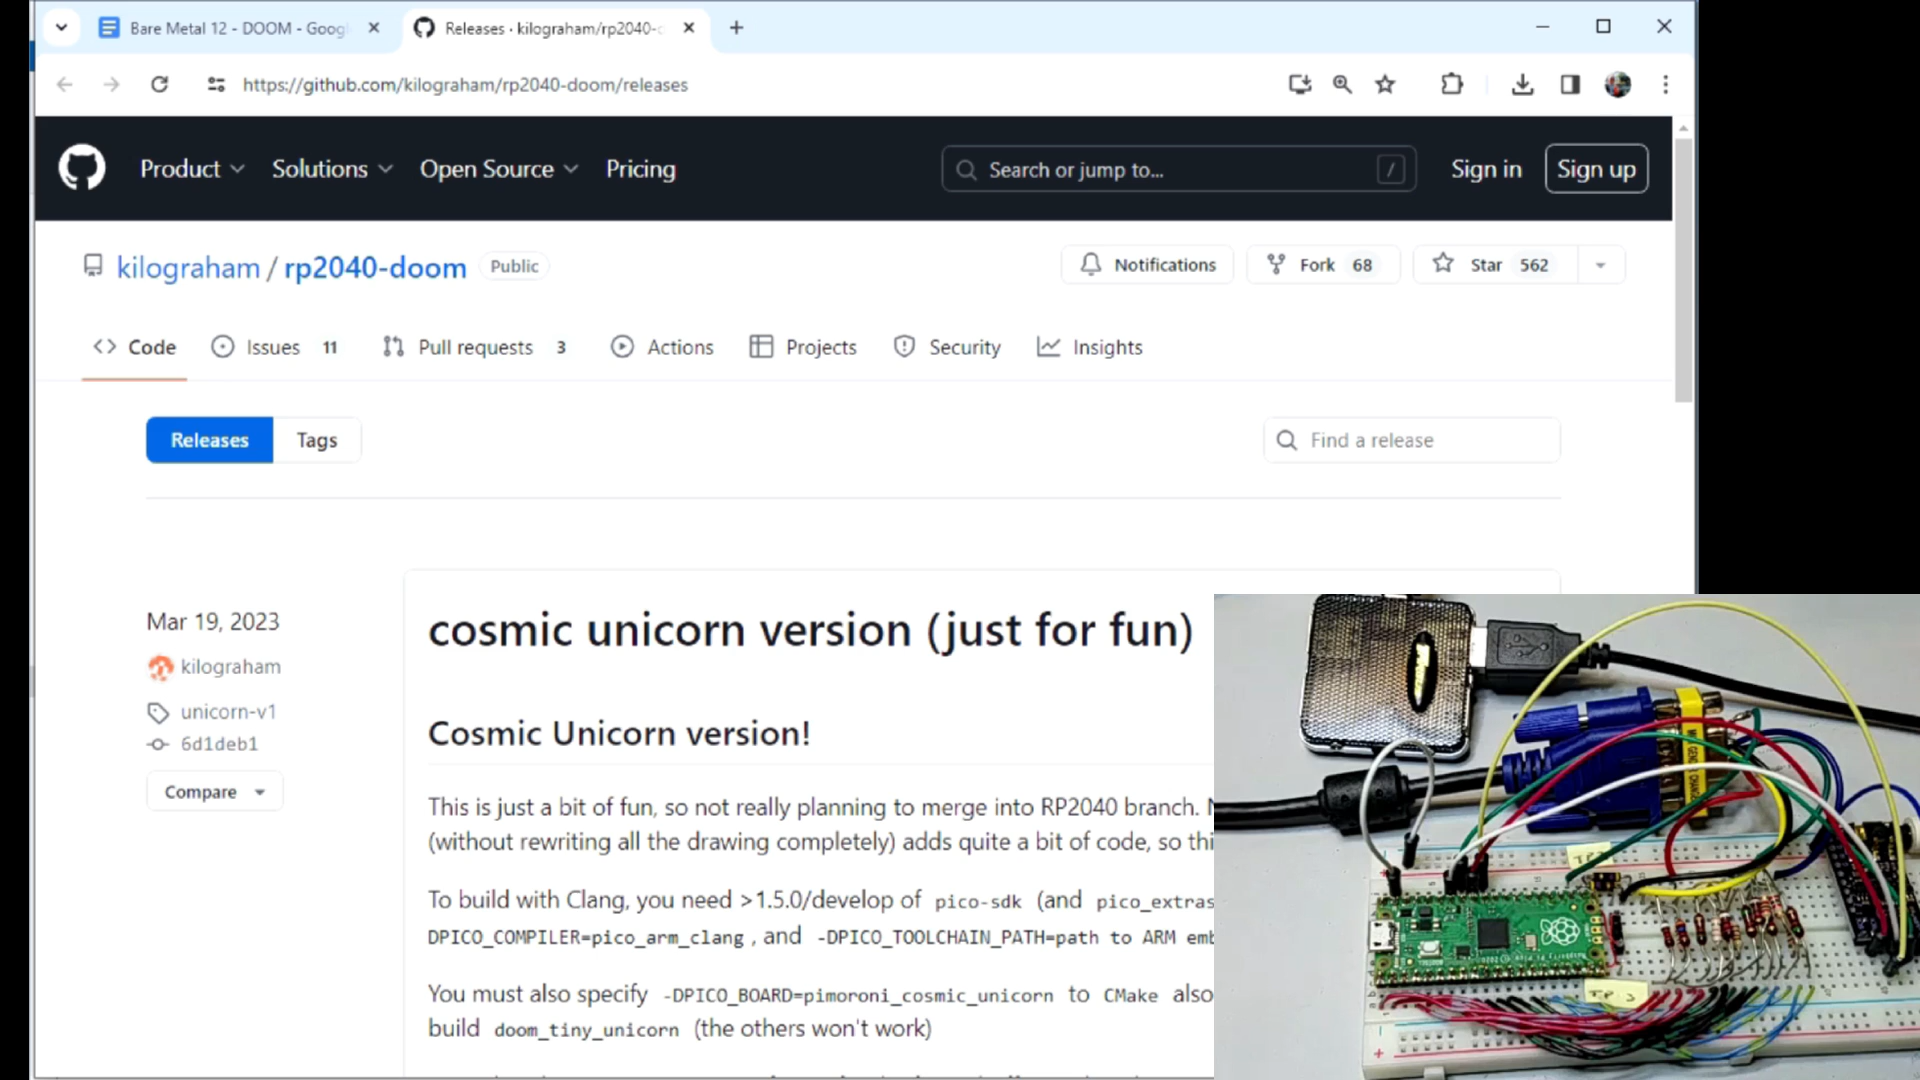 Bare Metal 12 - DOOM - Goog
Releases · kilograham/rp2040-
https://github.com/kilograham/rp2040-doom/releases
Product Solutions Open Source Pricing
Search or jump to... /
Sign in Sign up
kilograham / rp2040-doom Public
Notifications Fork 68 Star 562
Code Issues 11 Pull requests 3 Actions Projects Security Insights
Releases Tags
Find a release
Mar 19, 2023
kilograham
unicorn-v1
6d1deb1
Compare
cosmic unicorn version (just for fun)
Cosmic Unicorn version!
This is just a bit of fun, so not really planning to merge into RP2040 branch.
(without rewriting all the drawing completely) adds quite a bit of code, so thi
To build with Clang, you need >1.5.0/develop of pico-sdk (and pico_extras
DPICO_COMPILER=pico_arm_clang , and -DPICO_TOOLCHAIN_PATH=path to ARM emb
You must also specify -DPICO_BOARD=pimoroni_cosmic_unicorn to CMake also
build doom_tiny_unicorn (the others won't work)